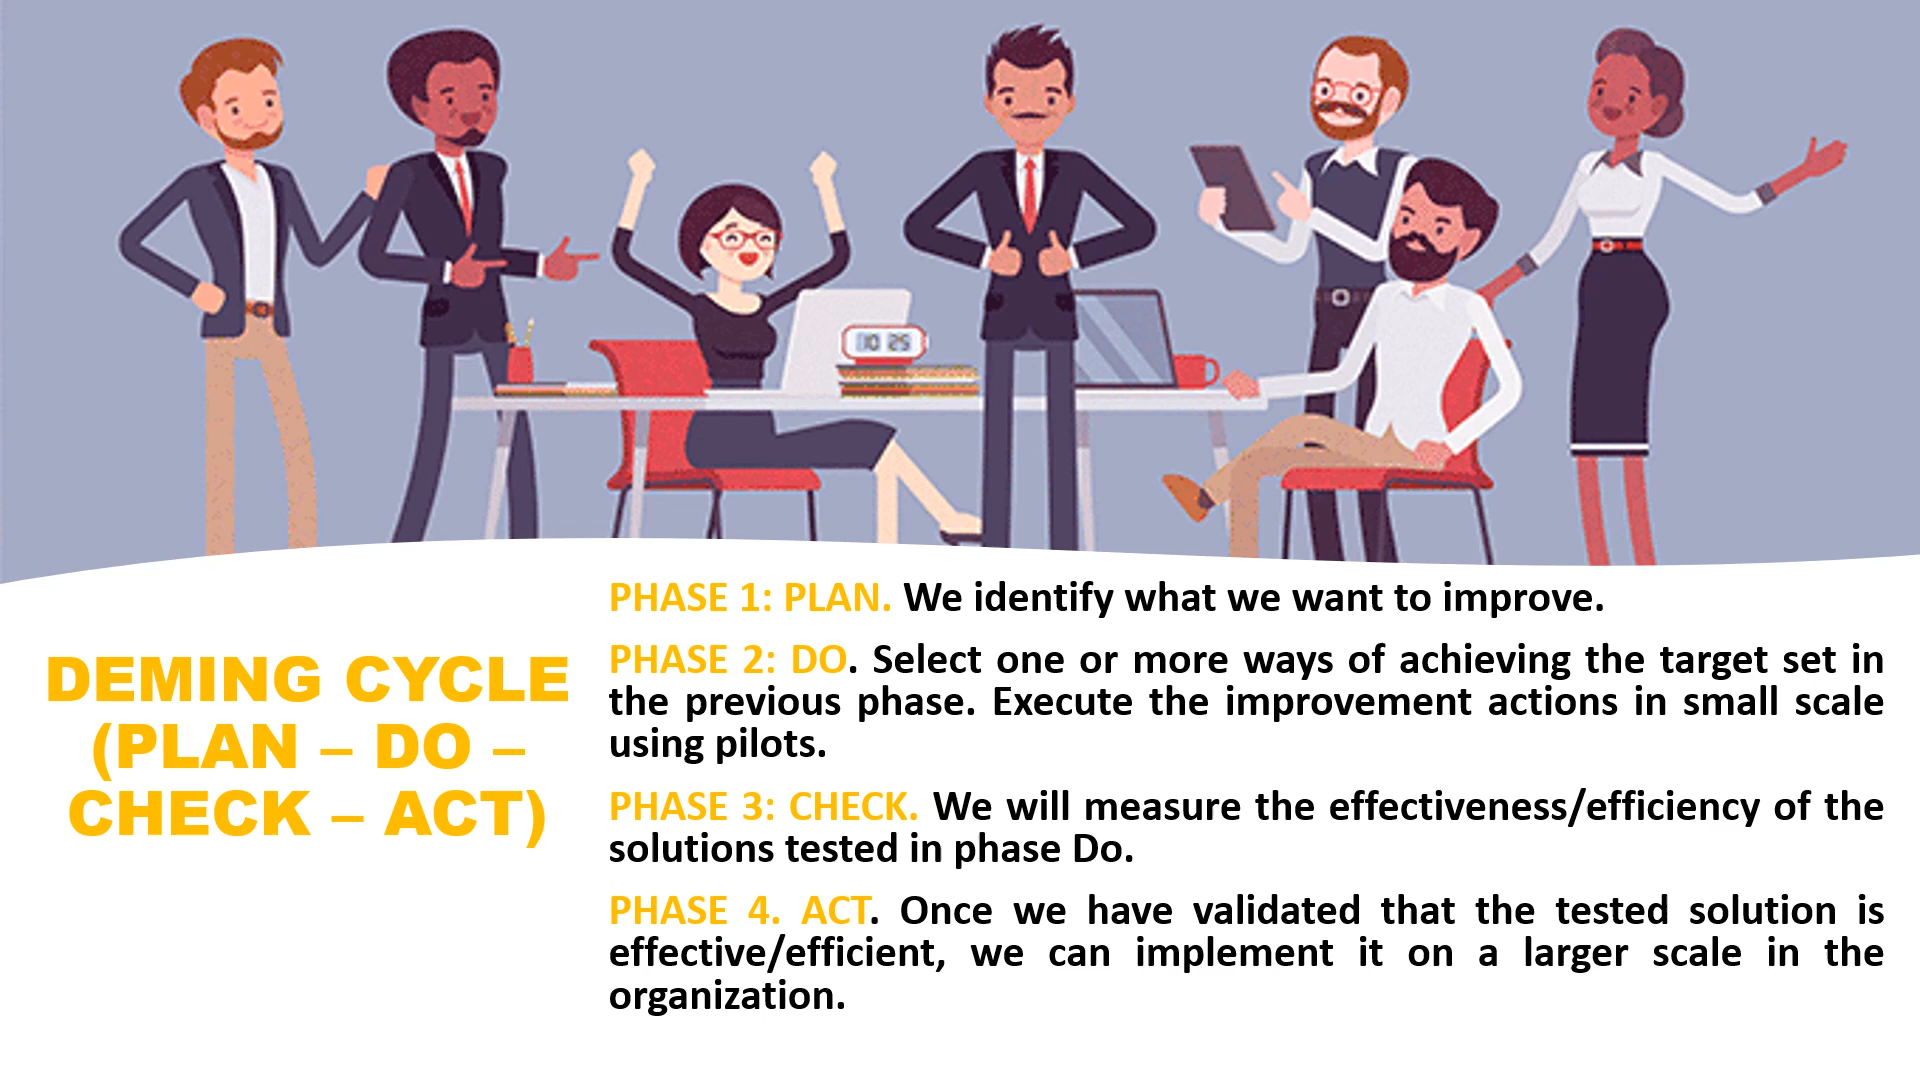 10 25
DEMING CYCLE
(PLAN – DO –
CHECK – ACT)
PHASE 1: PLAN. We identify what we want to improve.
PHASE 2: DO. Select one or more ways of achieving the target set in
the previous phase. Execute the improvement actions in small scale
using pilots.
PHASE 3: CHECK. We will measure the effectiveness/efficiency of the
solutions tested in phase Do.
PHASE 4. ACT. Once we have validated that the tested solution is
effective/efficient, we can implement it on a larger scale in the
organization.